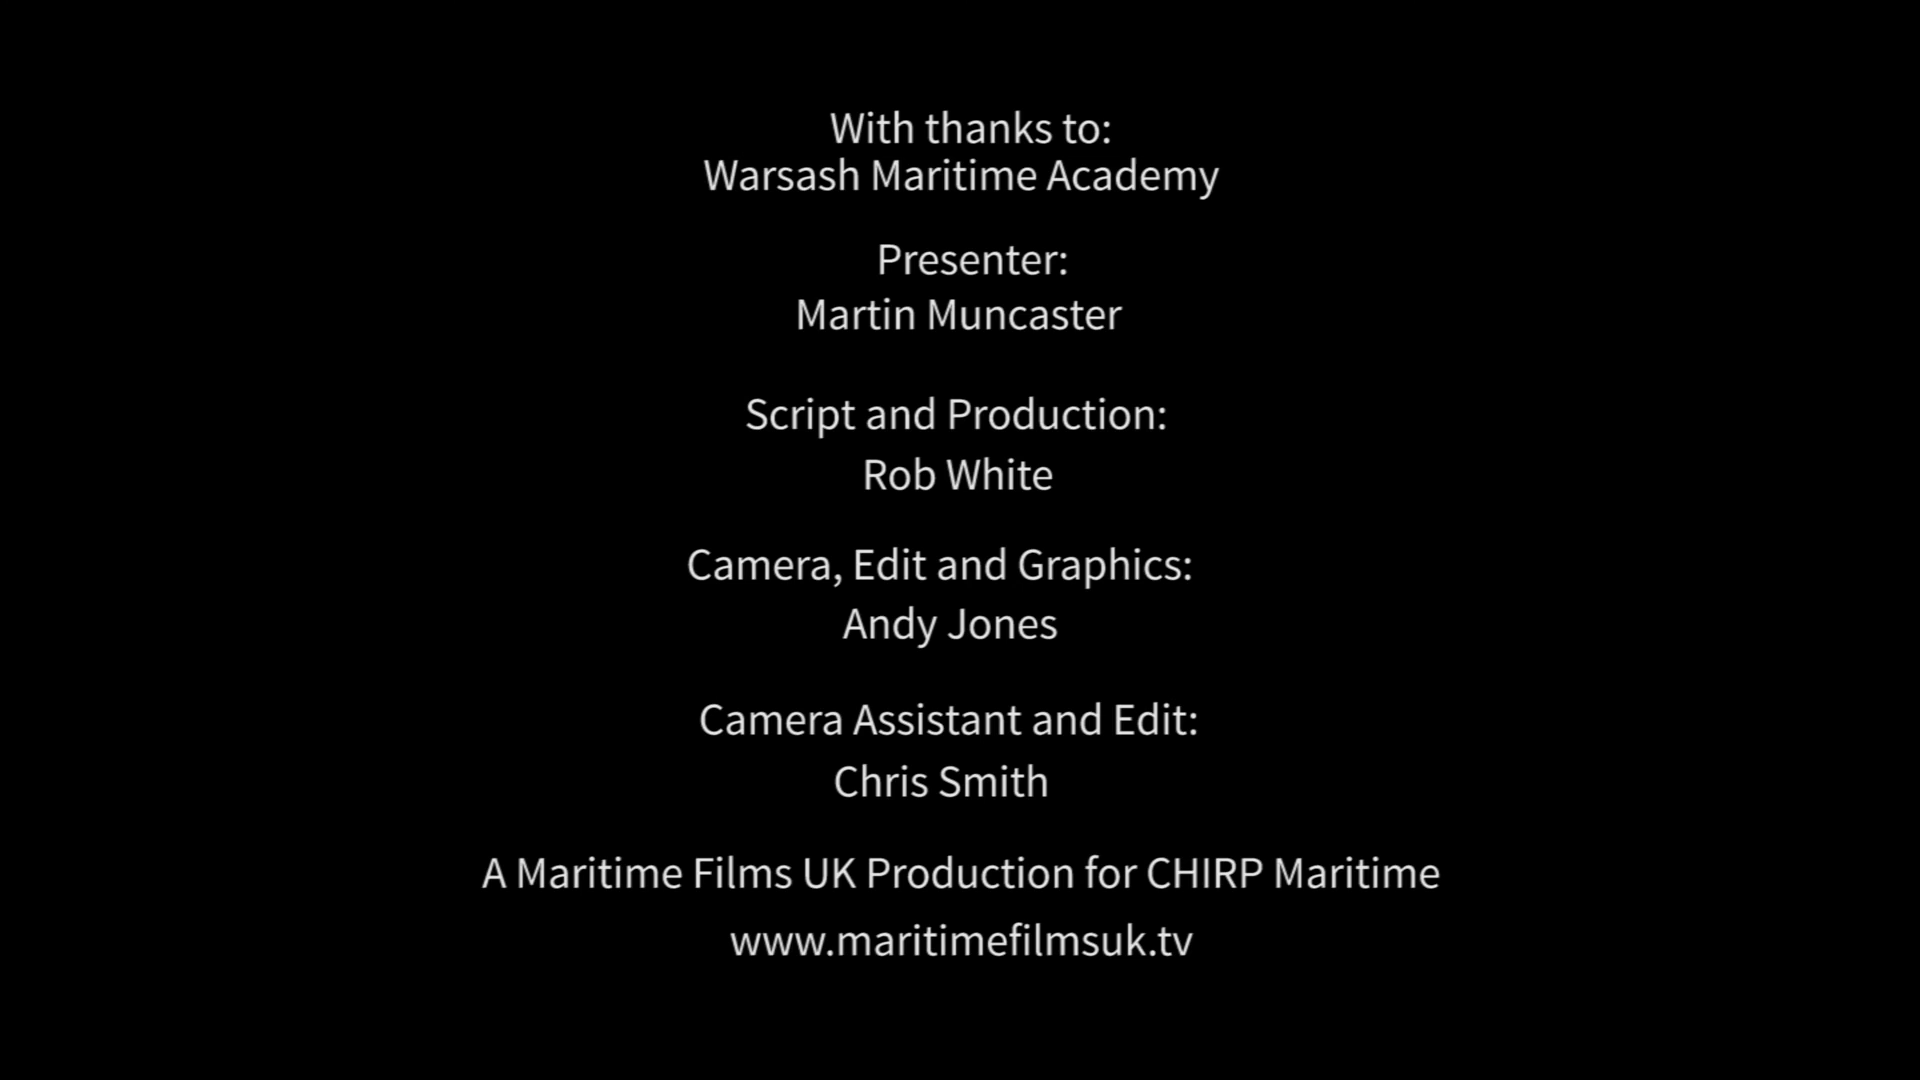 With thanks to:
Warsash Maritime Academy
Presenter:
Martin Muncaster
Script and Production:
Rob White
Camera, Edit and Graphics:
Andy Jones
Camera Assistant and Edit:
Chris Smith
A Maritime Films UK Production for CHIRP Maritime
www.maritimefilmsuk.tv